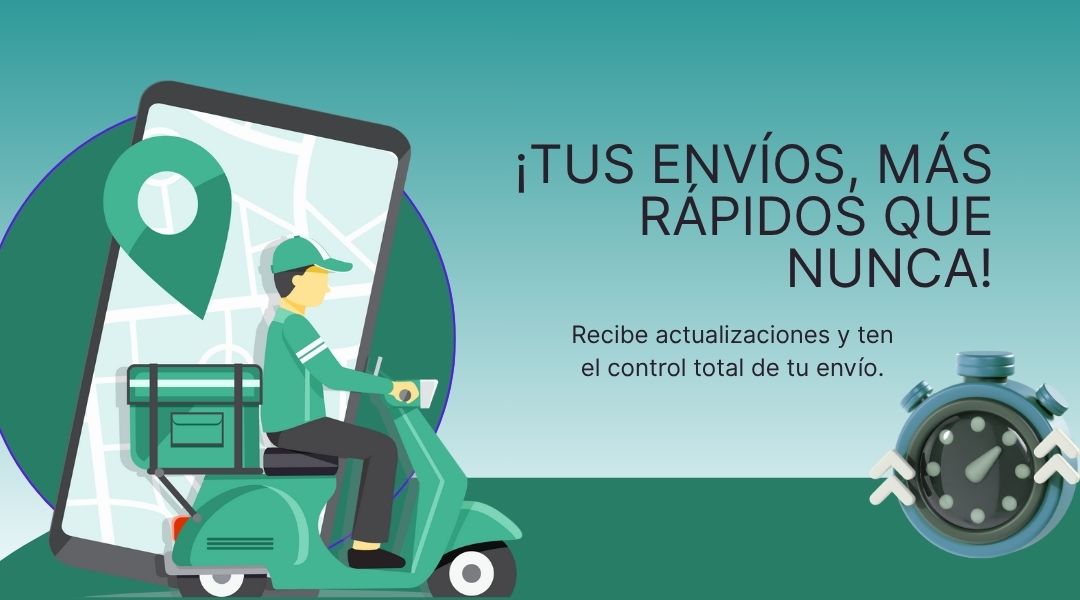 ¡TUS ENVÍOS, MÁS
RÁPIDOS QUE
NUNCA!
Recibe actualizaciones y ten
el control total de tu envío.